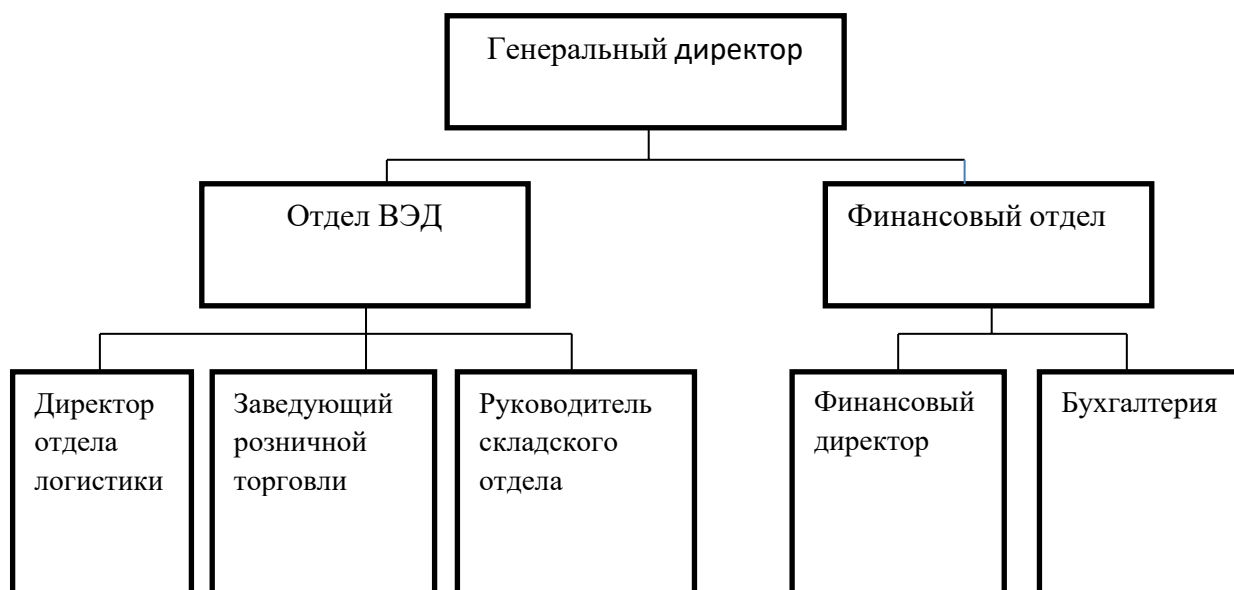 Генеральный директор
Отдел ВЭД
Финансовый отдел
Директор
отдела
логистики
Заведующий
розничной
торговли
Руководитель
складского
отдела
Финансовый
директор
Бухгалтерия